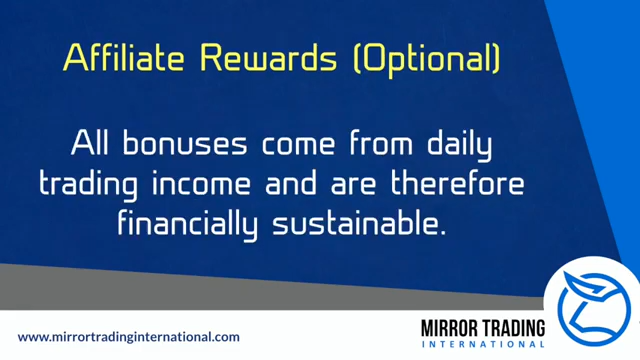 Affiliate Rewards (Optional)
All bonuses come from daily
trading income and are therefore
financially sustainable.
www.mirrortradinginternational.com
MIRROR TRADING
INTERNATIONAL